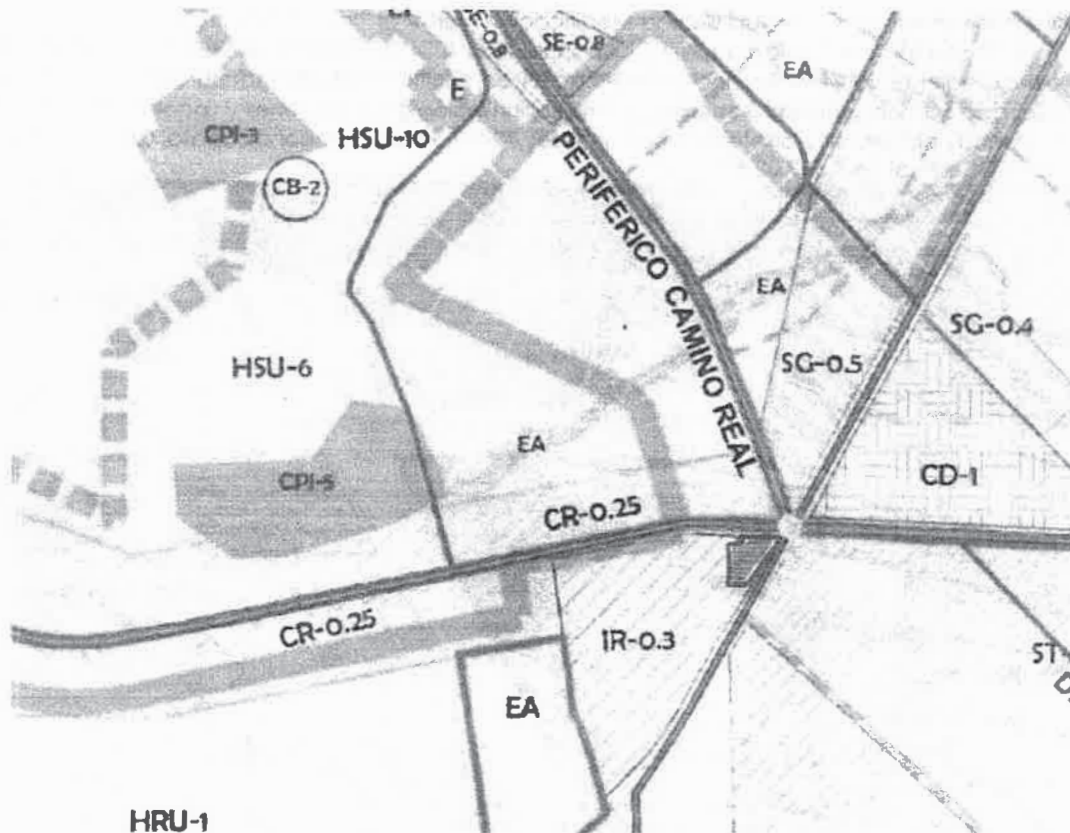 SE-0.8
SE-0.8
EA
E
CPI-3
HSU-10
CB-2
PERIFERICO CAMINO REAL
EA
SG-0.4
HSU-6
SG-0.5
EA
CPI-5
CD-1
CR-0.25
CR-0.25
IR-0.3
ST-
EA
HRU-1